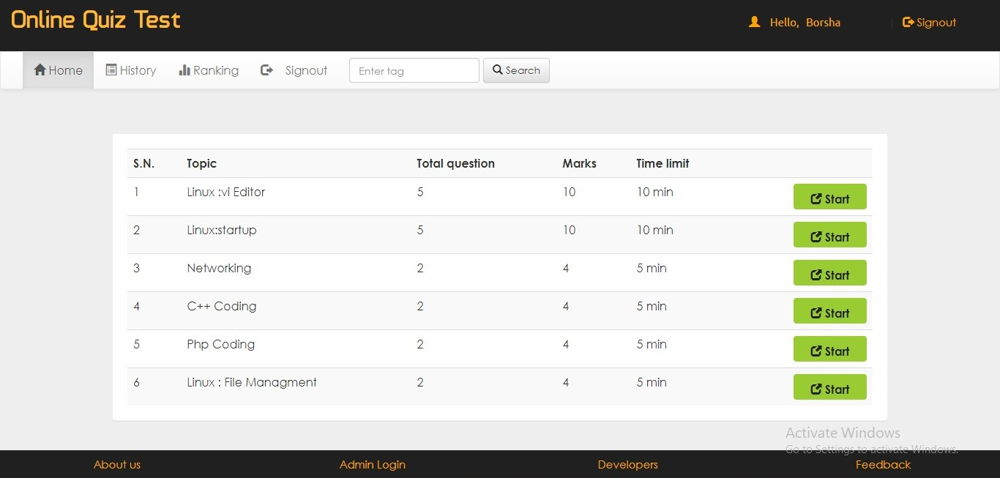 Online Quiz Test
Hello, Borsha
Signout
Home History Ranking Signout Enter tag Search
S.N. Topic Total question Marks Time limit
1 Linux :vi Editor 5 10 10 min Start
2 Linux:startup 5 10 10 min Start
3 Networking 2 4 5 min Start
4 C++ Coding 2 4 5 min Start
5 Php Coding 2 4 5 min Start
6 Linux : File Managment 2 4 5 min Start
Activate Windows
Go to Settings to activate Windows.
About us Admin Login Developers Feedback